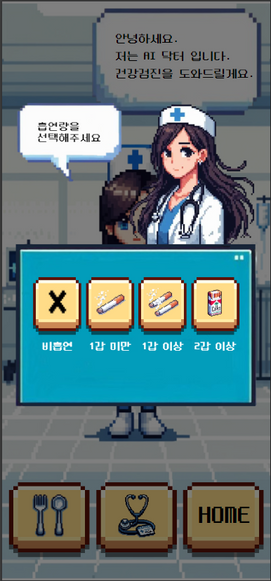 안녕하세요.
저는 AI 닥터 입니다.
건강검진을 도와드릴게요.
흡연량을
선택해주세요
X
비흡연
1갑 미만
1갑 이상
2갑 이상
HOME